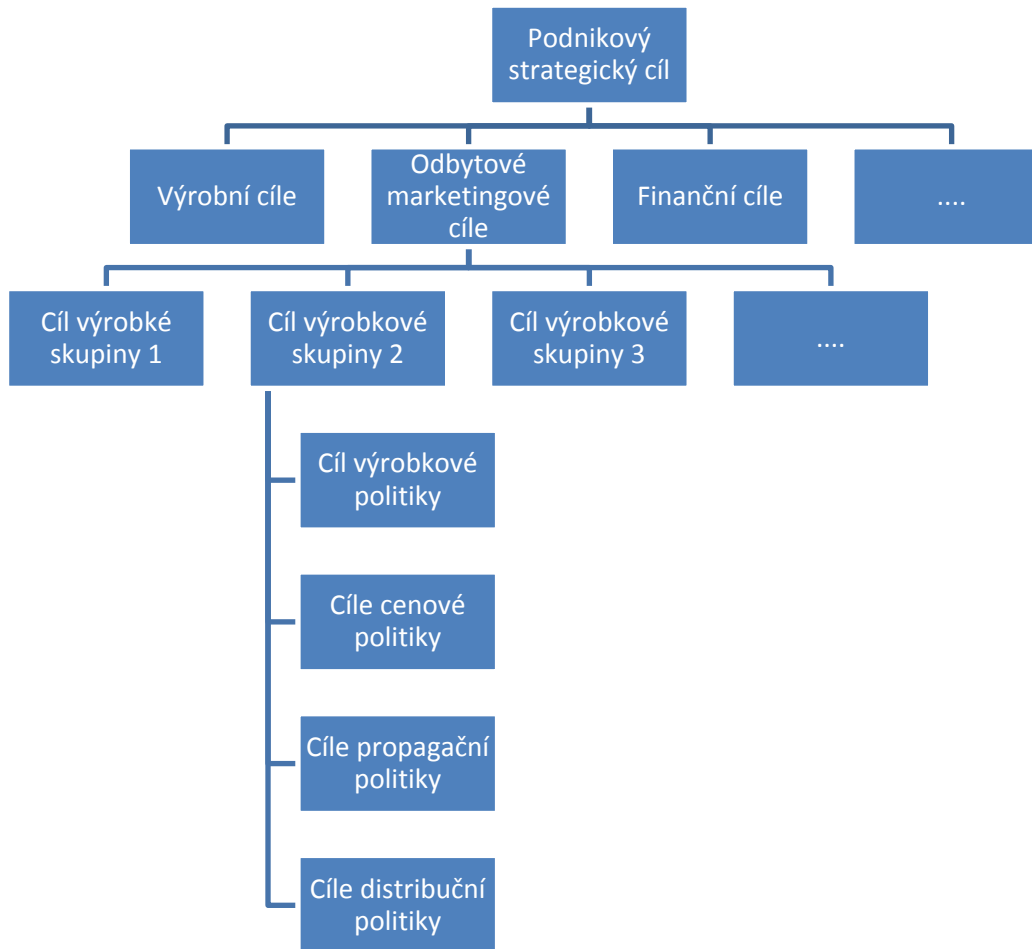 Podnikový
strategický cíl
Výrobní cíle
Odbytové
marketingové
cíle
Finanční cíle
....
Cíl výrobké
skupiny 1
Cíl výrobkové
skupiny 2
Cíl výrobkové
skupiny 3
....
Cíl výrobkové
politiky
Cíle cenové
politiky
Cíle propagační
politiky
Cíle distribuční
politiky